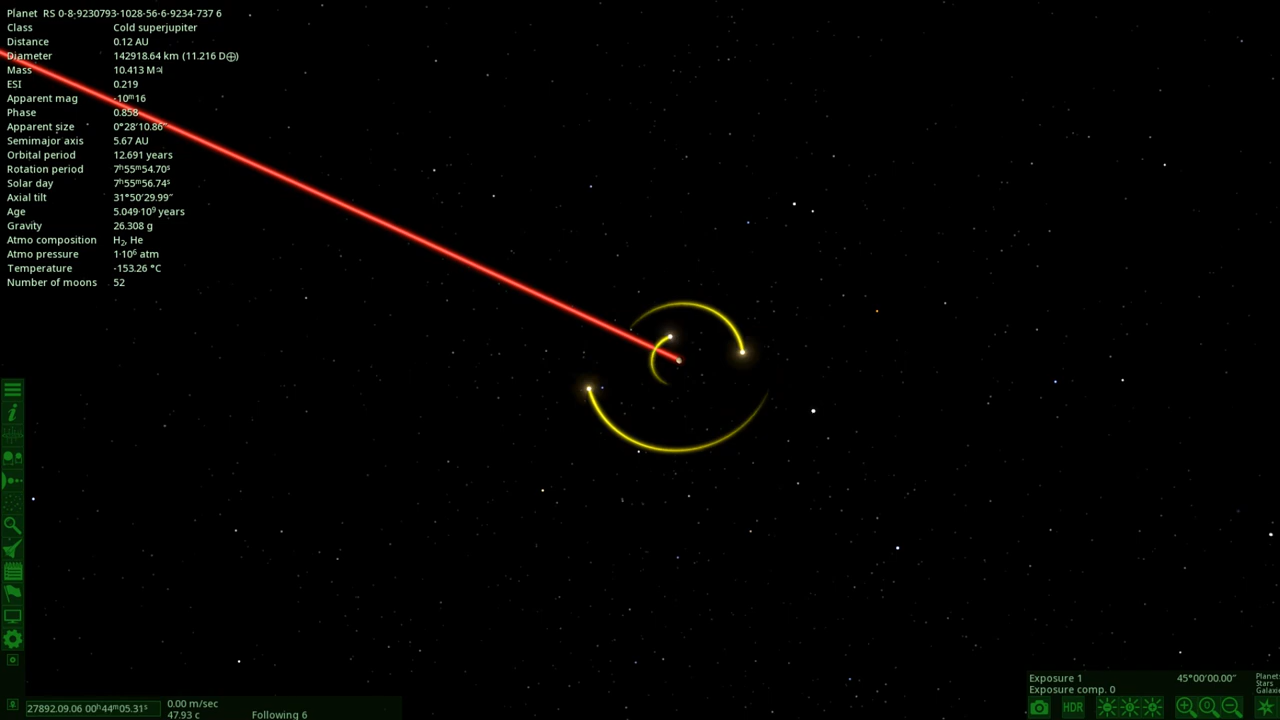 Planet RS 0-8-9230793-1028-56-6-9234-737 6
Class Cold superjupiter
Distance 0.12 AU
Diameter 142918.64 km (11.216 D⊕)
Mass 10.413 M♃
ESI 0.219
Apparent mag -10ᵐ16
Phase 0.858
Apparent size 0°28′10.86″
Semimajor axis 5.67 AU
Orbital period 12.691 years
Rotation period 7ʰ55ᵐ54.70ˢ
Solar day 7ʰ55ᵐ56.74ˢ
Axial tilt 31°50′29.99″
Age 5.049·10⁹ years
Gravity 26.308 g
Atmo composition H₂, He
Atmo pressure 1·10⁶ atm
Temperature -153.26 °C
Number of moons 52
Exposure 1 45°00′00.00″
Exposure comp. 0
Planets
Stars
Galaxie
HDR
27892.09.06 00ʰ44ᵐ05.31ˢ
0.00 m/sec
47.93 c
Following 6